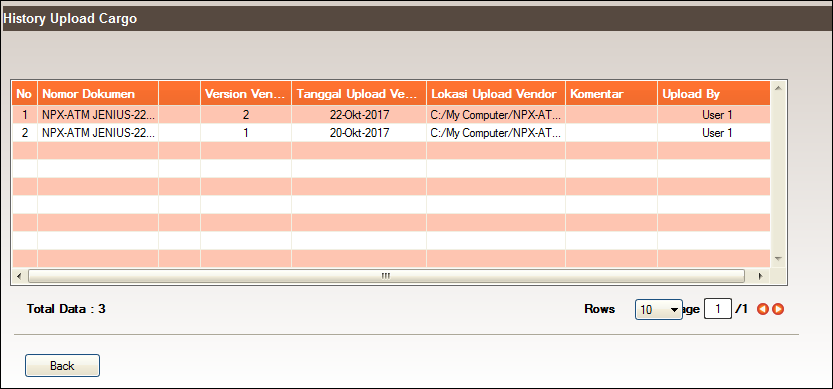 History Upload Cargo
No Nomor Dokumen Version Ven... Tanggal Upload Ve... Lokasi Upload Vendor Komentar Upload By
1 NPX-ATM JENIUS-22... 2 22-Okt-2017 C:/My Computer/NPX-AT... User 1
2 NPX-ATM JENIUS-22... 1 20-Okt-2017 C:/My Computer/NPX-AT... User 1
Total Data : 3 Rows 10 age 1 /1
Back